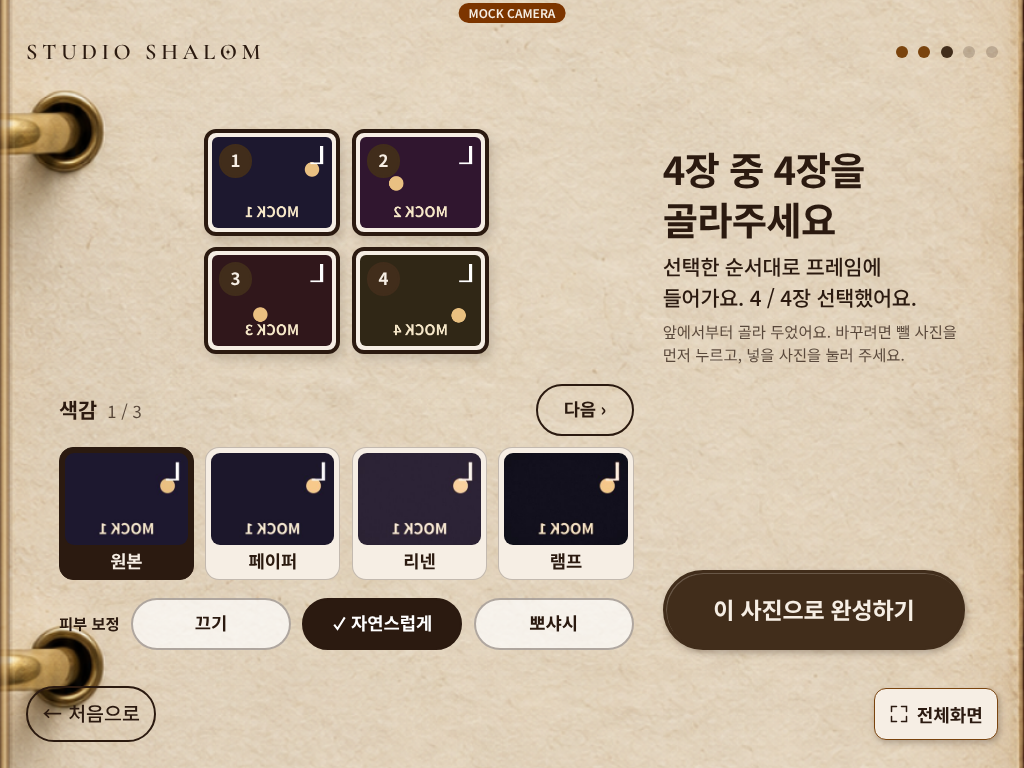 MOCK CAMERA
STUDIO SHALOM
1
MOCK 1
2
MOCK 2
3
MOCK 3
4
MOCK 4
4장 중 4장을
골라주세요
선택한 순서대로 프레임에
들어가요. 4 / 4장 선택했어요.
앞에서부터 골라 두었어요. 바꾸려면 뺄 사진을
먼저 누르고, 넣을 사진을 눌러 주세요.
색감 1 / 3
다음 ›
MOCK 1
원본
MOCK 1
페이퍼
MOCK 1
리넨
MOCK 1
램프
피부 보정
끄기
✓ 자연스럽게
뽀샤시
이 사진으로 완성하기
← 처음으로
전체화면